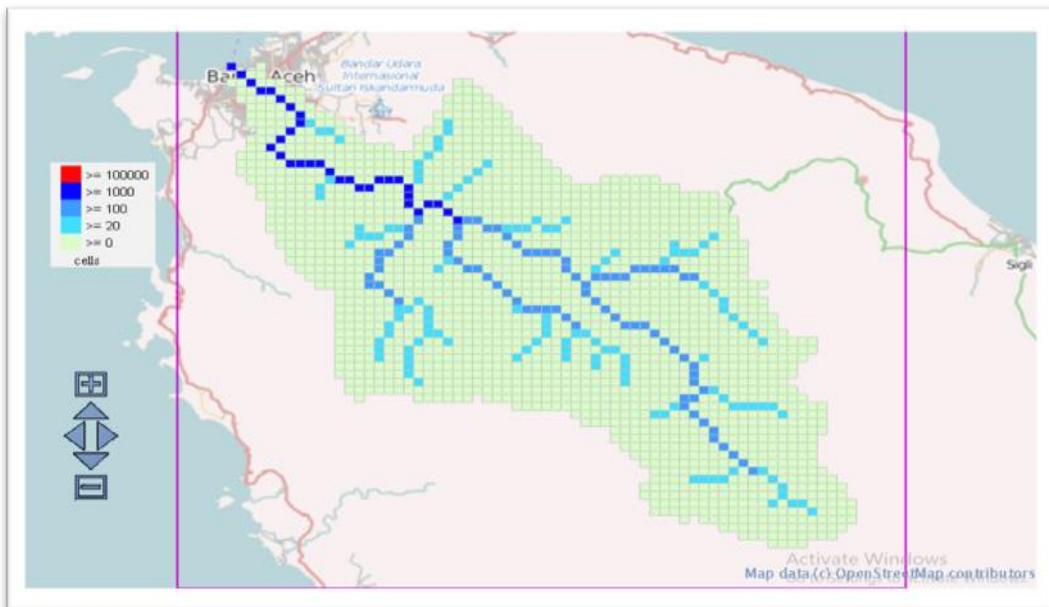 Banda Aceh
Bandar Udara
Internasional
Sultan Iskandarmuda
>= 100000
>= 1000
>= 100
>= 20
>= 0
cells
Sigli
Activate Windows
Map data (c) OpenStreetMap contributors